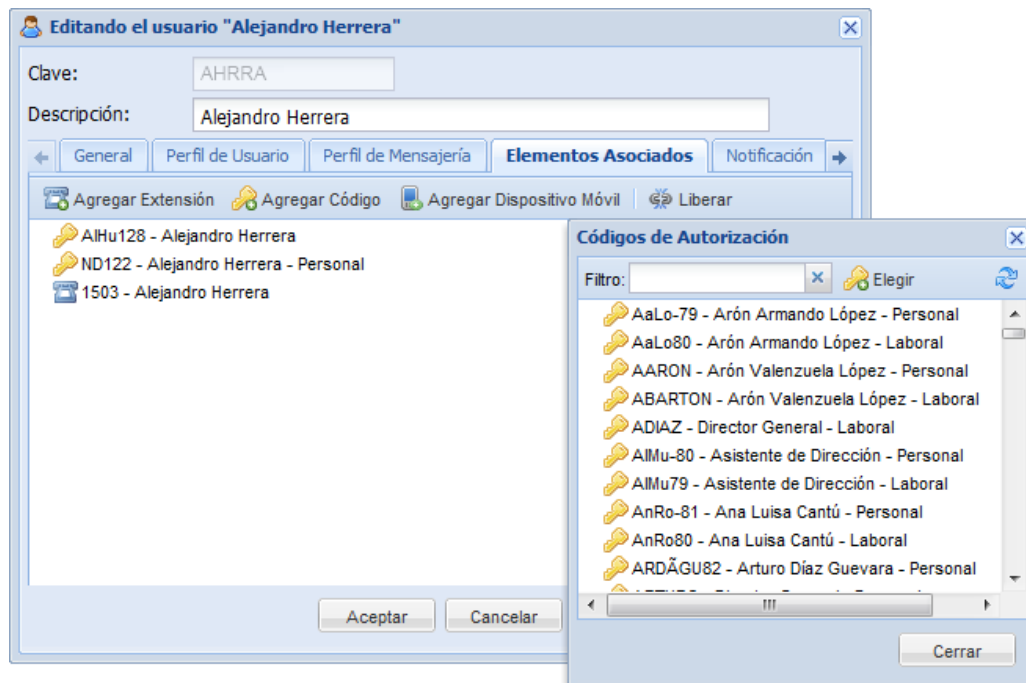 Editando el usuario "Alejandro Herrera"
Clave: AHRRA
Descripción: Alejandro Herrera
General Perfil de Usuario Perfil de Mensajería Elementos Asociados Notificación
Agregar Extensión Agregar Código Agregar Dispositivo Móvil Liberar
AlHu128 - Alejandro Herrera
ND122 - Alejandro Herrera - Personal
1503 - Alejandro Herrera
Aceptar Cancelar
Códigos de Autorización
Filtro: Elegir
AaLo-79 - Arón Armando López - Personal
AaLo80 - Arón Armando López - Laboral
AARON - Arón Valenzuela López - Personal
ABARTON - Arón Valenzuela López - Laboral
ADIAZ - Director General - Laboral
AlMu-80 - Asistente de Dirección - Personal
AlMu79 - Asistente de Dirección - Laboral
AnRo-81 - Ana Luisa Cantú - Personal
AnRo80 - Ana Luisa Cantú - Laboral
ARDÃGU82 - Arturo Díaz Guevara - Personal
Cerrar